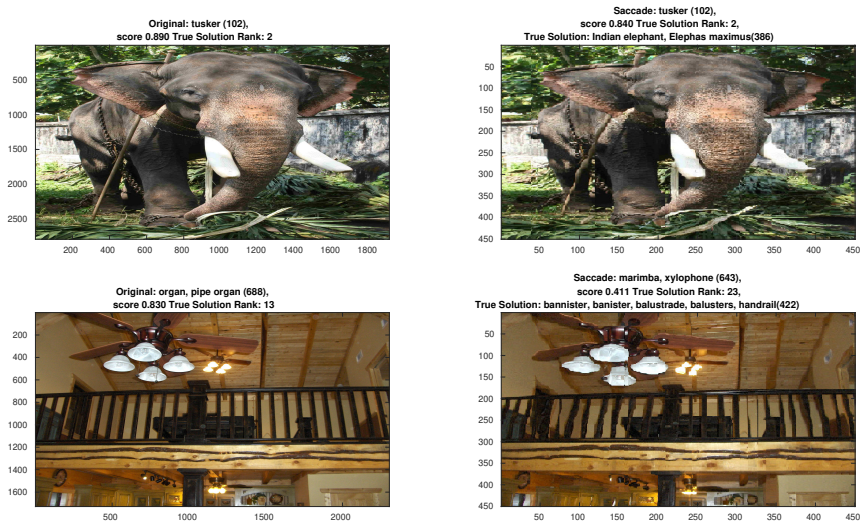 Original: tusker (102),
score 0.890 True Solution Rank: 2
500
1000
1500
2000
2500
200 400 600 800 1000 1200 1400 1600 1800
Saccade: tusker (102),
score 0.840 True Solution Rank: 2,
True Solution: Indian elephant, Elephas maximus(386)
50
100
150
200
250
300
350
400
450
50 100 150 200 250 300 350 400 450
Original: organ, pipe organ (688),
score 0.830 True Solution Rank: 13
200
400
600
800
1000
1200
1400
1600
500 1000 1500 2000
Saccade: marimba, xylophone (643),
score 0.411 True Solution Rank: 23,
True Solution: bannister, banister, balustrade, balusters, handrail(422)
50
100
150
200
250
300
350
400
450
50 100 150 200 250 300 350 400 450